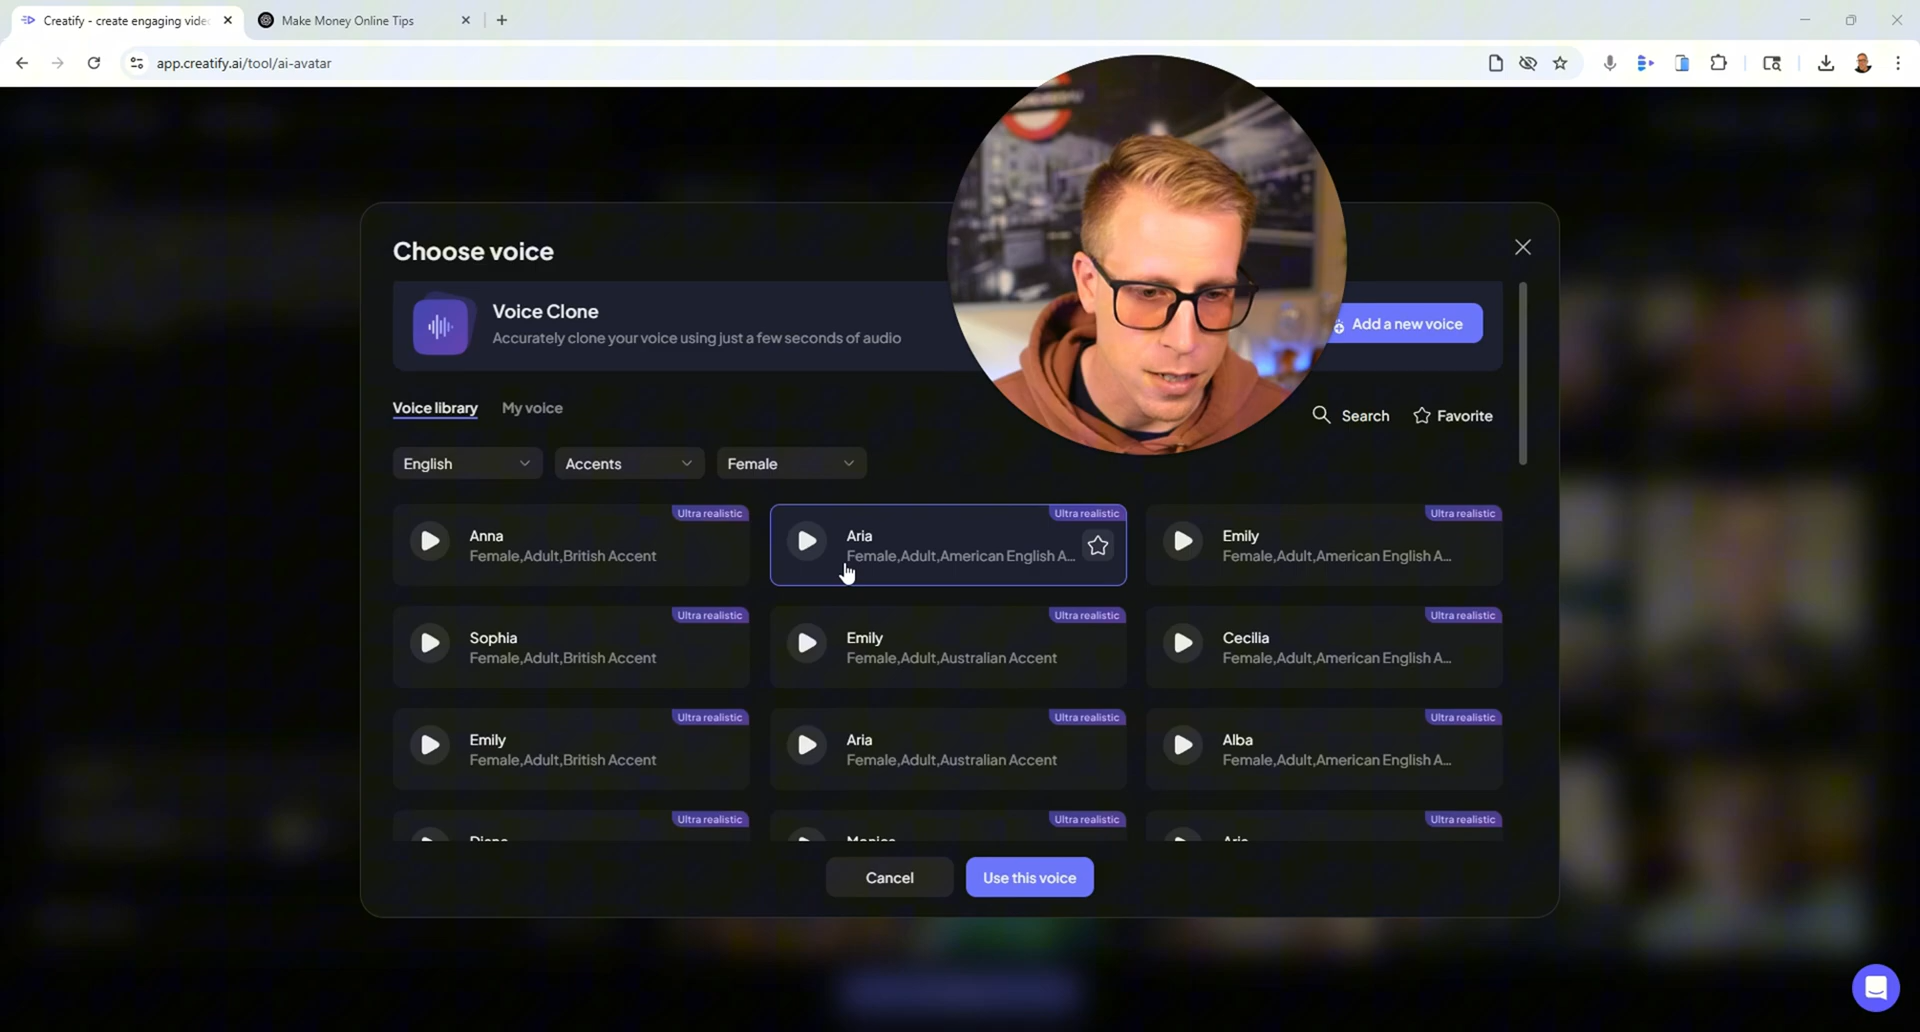 Creatify - create engaging vide
Make Money Online Tips
app.creatify.ai/tool/ai-avatar
Choose voice
Voice Clone
Accurately clone your voice using just a few seconds of audio
Add a new voice
Voice library
My voice
Search
Favorite
English
Accents
Female
Ultra realistic
Anna
Female,Adult,British Accent
Ultra realistic
Aria
Female,Adult,American English A...
Ultra realistic
Emily
Female,Adult,American English A...
Ultra realistic
Sophia
Female,Adult,British Accent
Ultra realistic
Emily
Female,Adult,Australian Accent
Ultra realistic
Cecilia
Female,Adult,American English A...
Ultra realistic
Emily
Female,Adult,British Accent
Ultra realistic
Aria
Female,Adult,Australian Accent
Ultra realistic
Alba
Female,Adult,American English A...
Ultra realistic
Ultra realistic
Ultra realistic
Cancel
Use this voice